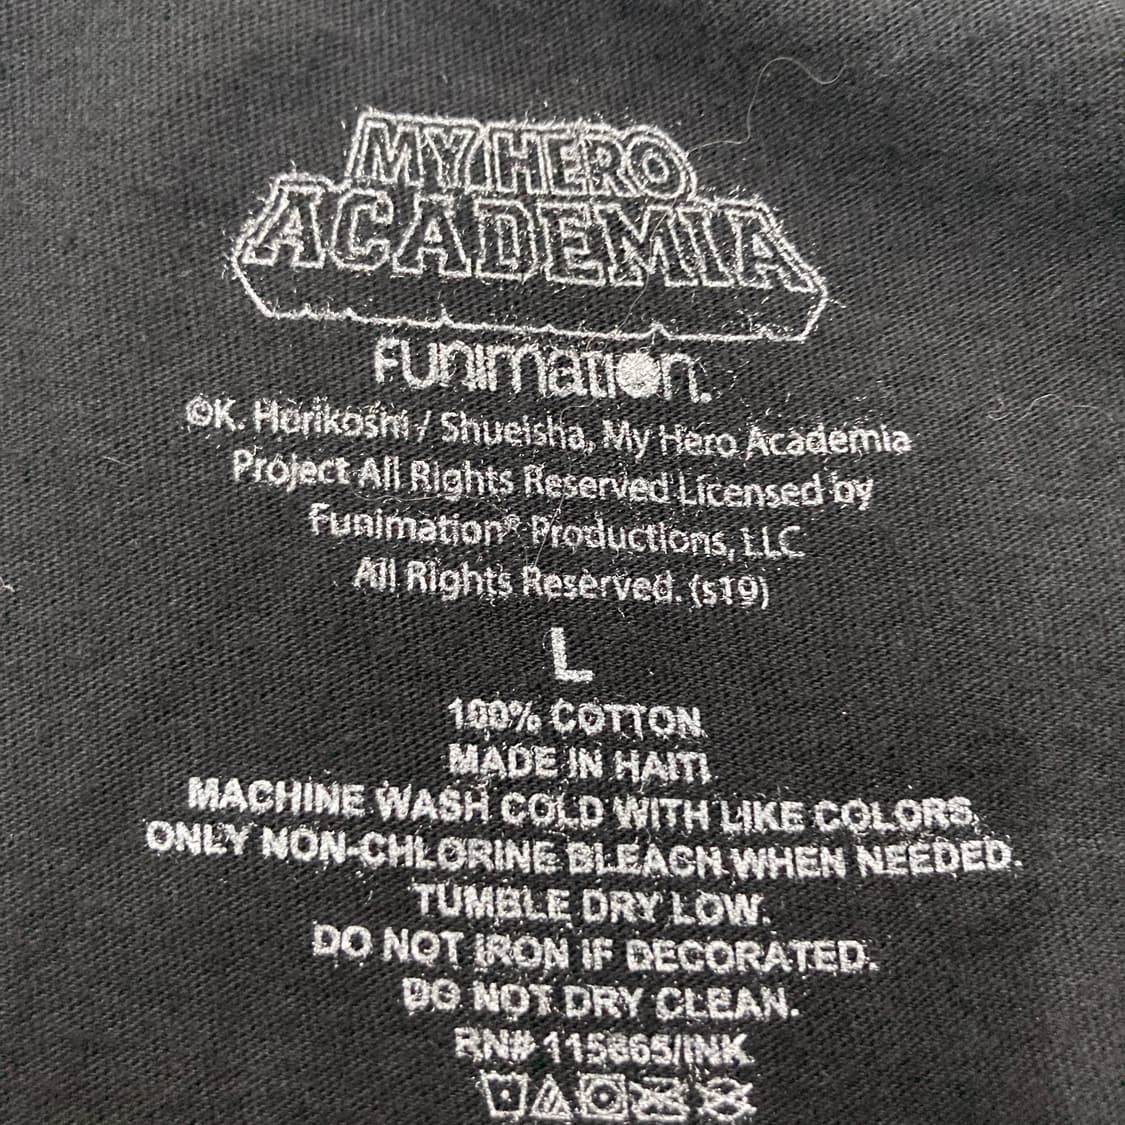 MY HERO
ACADEMIA
FUNIMATION.
©K. Horikoshi / Shueisha, My Hero Academia
Project All Rights Reserved Licensed by
Funimation® Productions, LLC
All Rights Reserved. (s19)
L
100% COTTON
MADE IN HAITI
MACHINE WASH COLD WITH LIKE COLORS,
ONLY NON-CHLORINE BLEACH WHEN NEEDED.
TUMBLE DRY LOW.
DO NOT IRON IF DECORATED.
DO NOT DRY CLEAN.
RN# 115865/INK